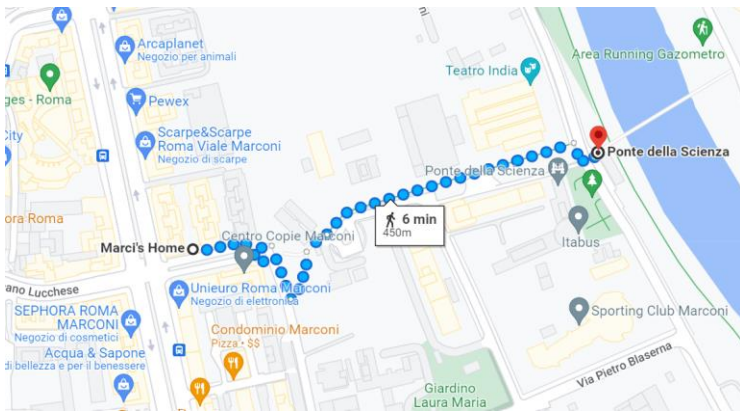 Arcaplanet
Negozio per animali
ges - Roma
Pewex
City
Scarpe&Scarpe
Roma Viale Marconi
Negozio di scarpe
Teatro India
Area Running Gazometro
Ponte della Scienza
Ponte della Scienza
6 min
450m
ora Roma
Centro Copie Marconi
Marci's Home
Itabus
ano Lucchese
Unieuro Roma Marconi
Negozio di elettronica
SEPHORA ROMA
MARCONI
Negozio di cosmetici
Condominio Marconi
Pizza • $$
Sporting Club Marconi
Acqua & Sapone
di bellezza e per il benessere
Via Pietro Blaserna
Giardino
Laura Maria